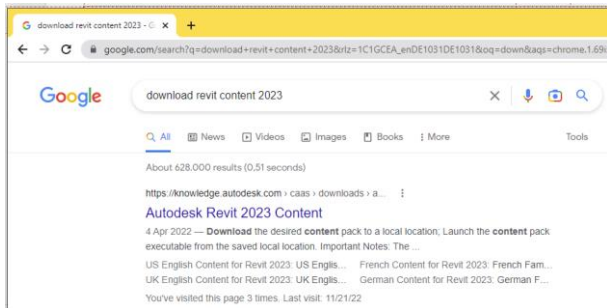 download revit content 2023 - G
google.com/search?q=download+revit+content+2023&rlz=1C1GCEA_enDE1031DE1031&oq=down&aqs=chrome.1.69i
Google
download revit content 2023
All News Videos Images Books More Tools
About 628.000 results (0,51 seconds)
https://knowledge.autodesk.com › caas › downloads › a...
Autodesk Revit 2023 Content
4 Apr 2022 — Download the desired content pack to a local location; Launch the content pack
executable from the saved local location. Important Notes: The ...
US English Content for Revit 2023: US Englis... French Content for Revit 2023: French Fam...
UK English Content for Revit 2023: UK Englis... German Content for Revit 2023: German F...
You've visited this page 3 times. Last visit: 11/21/22